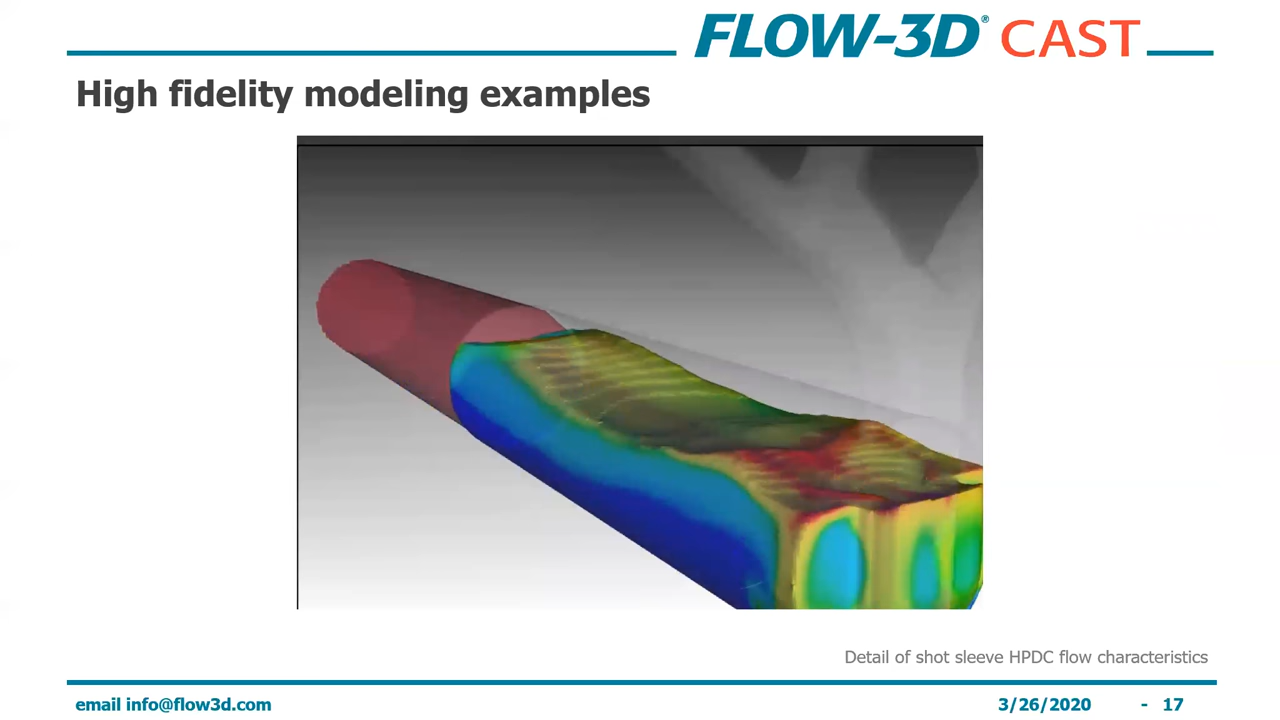 FLOW-3D® CAST
High fidelity modeling examples
Detail of shot sleeve HPDC flow characteristics
email info@flow3d.com
3/26/2020 - 17